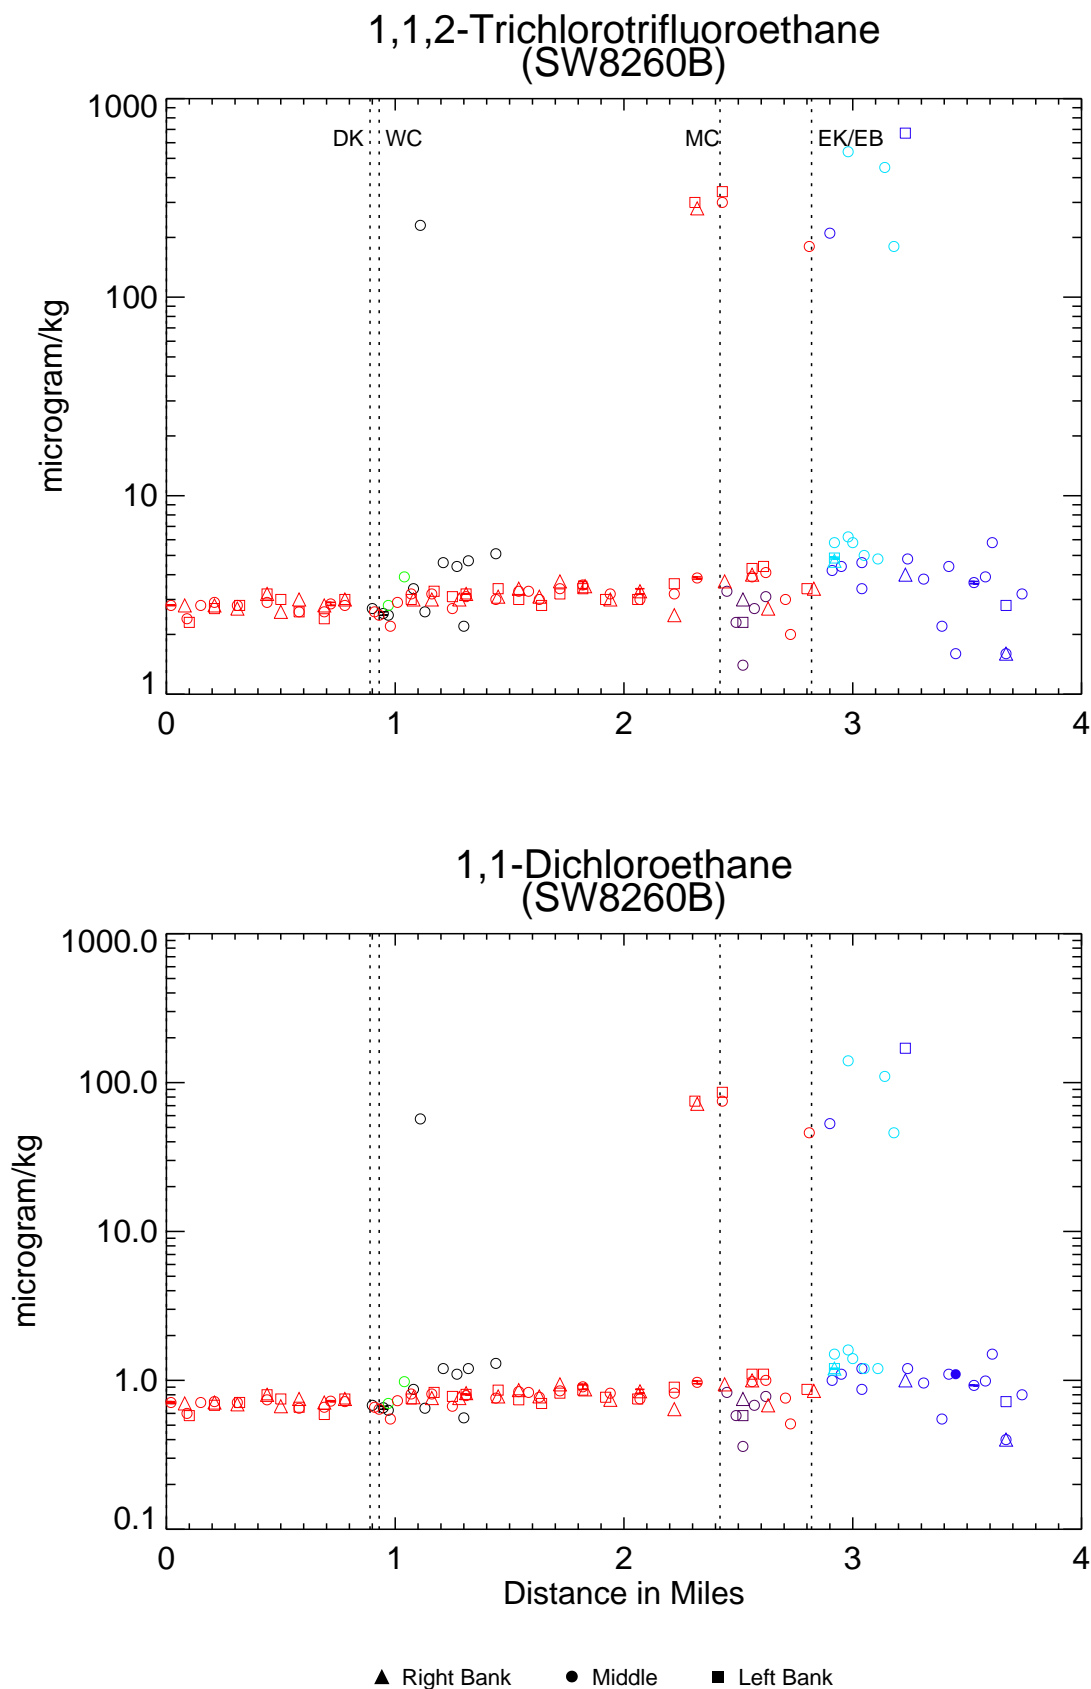 1,1,2-Trichlorotrifluoroethane
(SW8260B)
1000
DK
WC
MC
EK/EB
100
microgram/kg
10
1
0
1
2
3
4
1,1-Dichloroethane
(SW8260B)
1000.0
100.0
10.0
microgram/kg
1.0
0.1
0
1
2
3
4
Distance in Miles
Right Bank
Middle
Left Bank